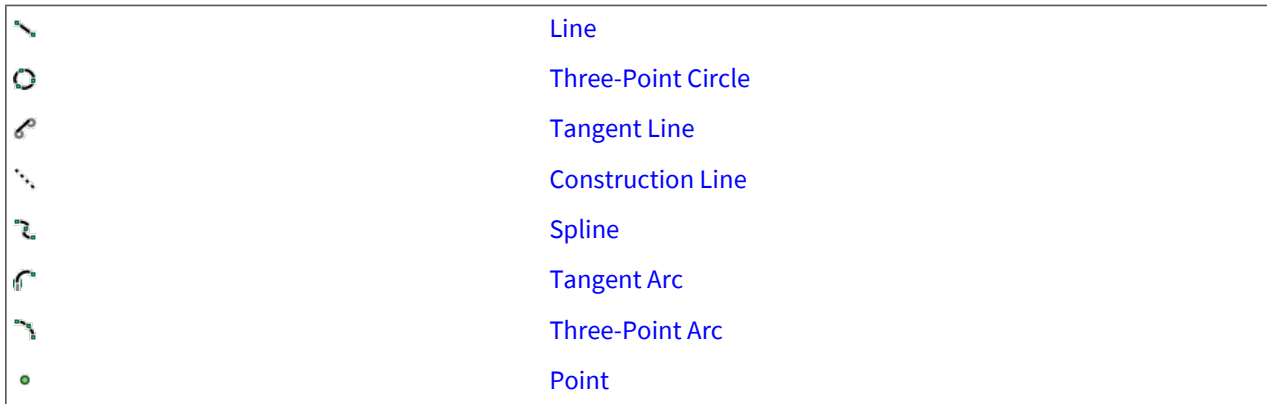 Line
Three-Point Circle
Tangent Line
Construction Line
Spline
Tangent Arc
Three-Point Arc
Point